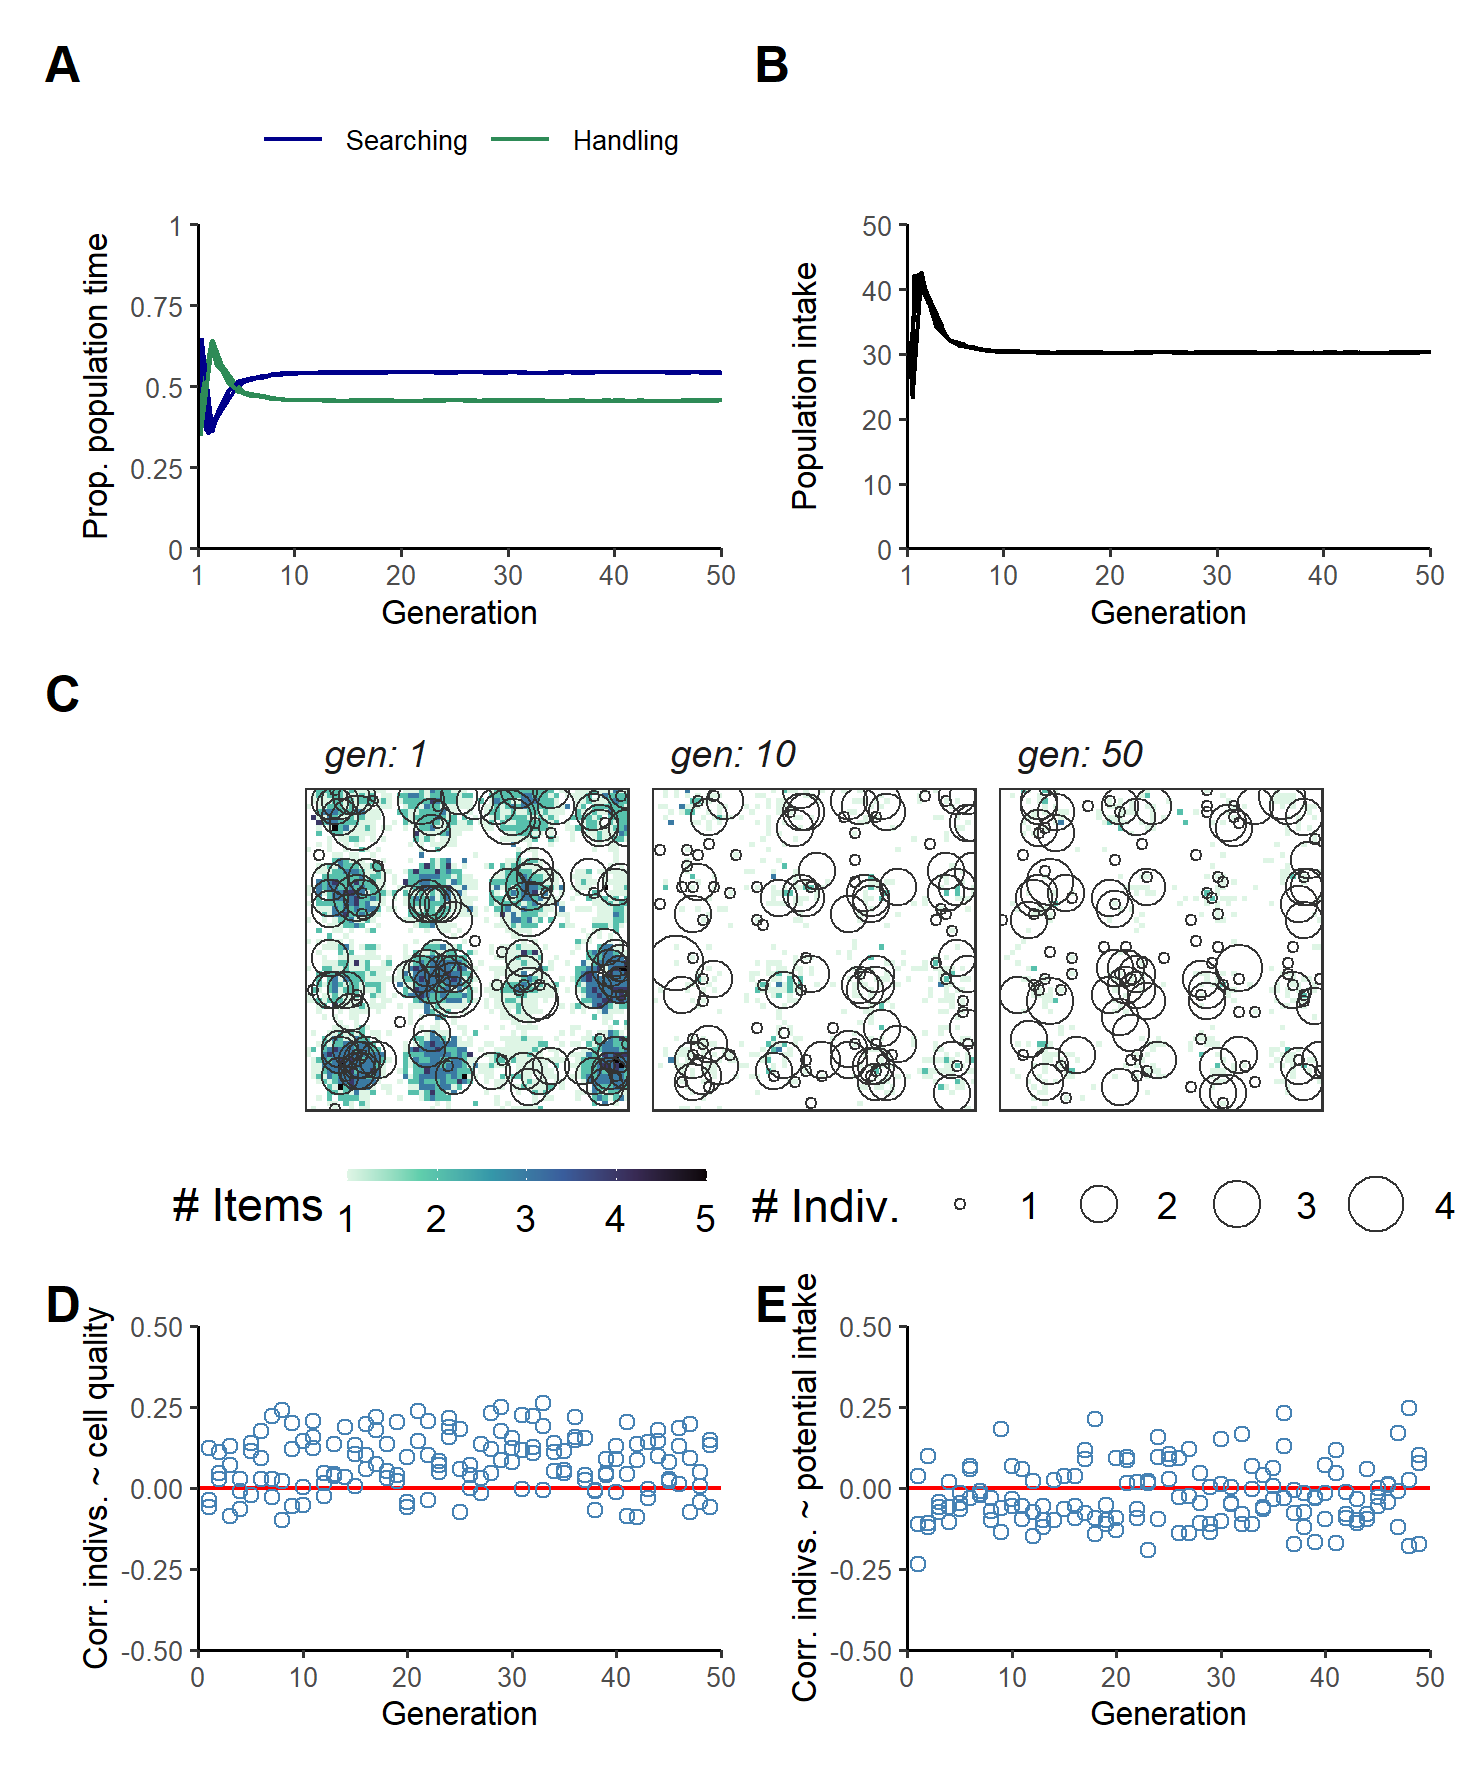 A
B
Searching Handling
Prop. population time
1
0.75
0.5
0.25
0
1 10 20 30 40 50
Generation
Population intake
50
40
30
20
10
0
1 10 20 30 40 50
Generation
C
gen: 1 gen: 10 gen: 50
# Items 1 2 3 4 5
# Indiv. 1 2 3 4
D
Corr. indivs. ~ cell quality
0.50
0.25
0.00
-0.25
-0.50
0 10 20 30 40 50
Generation
E
Corr. indivs. ~ potential intake
0.50
0.25
0.00
-0.25
-0.50
0 10 20 30 40 50
Generation